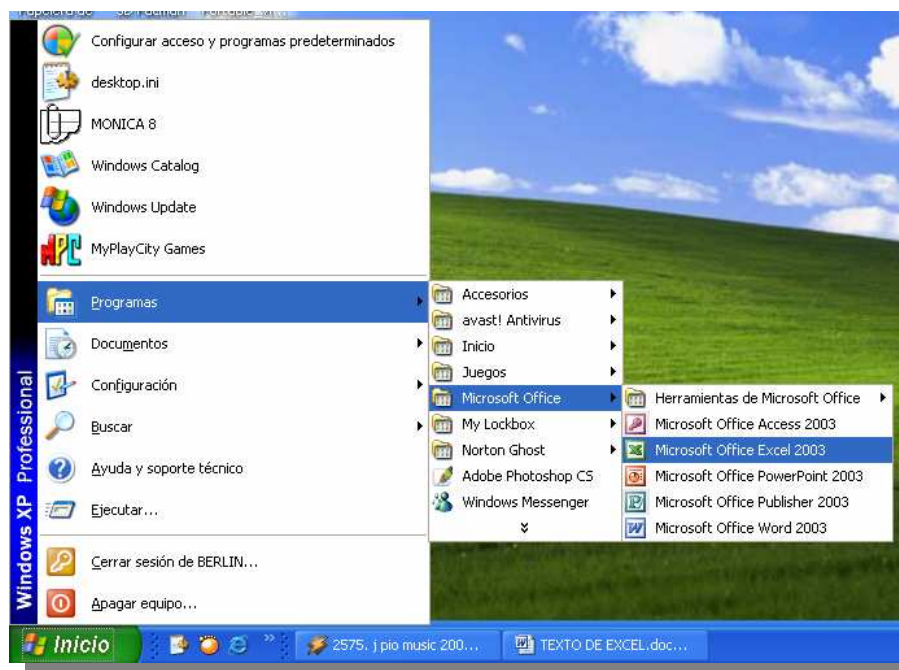 Configurar acceso y programas predeterminados
desktop.ini
MONICA 8
Windows Catalog
Windows Update
MyPlayCity Games
Programas
Documentos
Configuración
Buscar
Ayuda y soporte técnico
Ejecutar...
Cerrar sesión de BERLIN...
Apagar equipo...
Windows XP Professional
Accesorios
avast! Antivirus
Inicio
Juegos
Microsoft Office
My Lockbox
Norton Ghost
Adobe Photoshop CS
Windows Messenger
Herramientas de Microsoft Office
Microsoft Office Access 2003
Microsoft Office Excel 2003
Microsoft Office PowerPoint 2003
Microsoft Office Publisher 2003
Microsoft Office Word 2003
Inicio
2575. j pio music 200...
TEXTO DE EXCEL.doc...